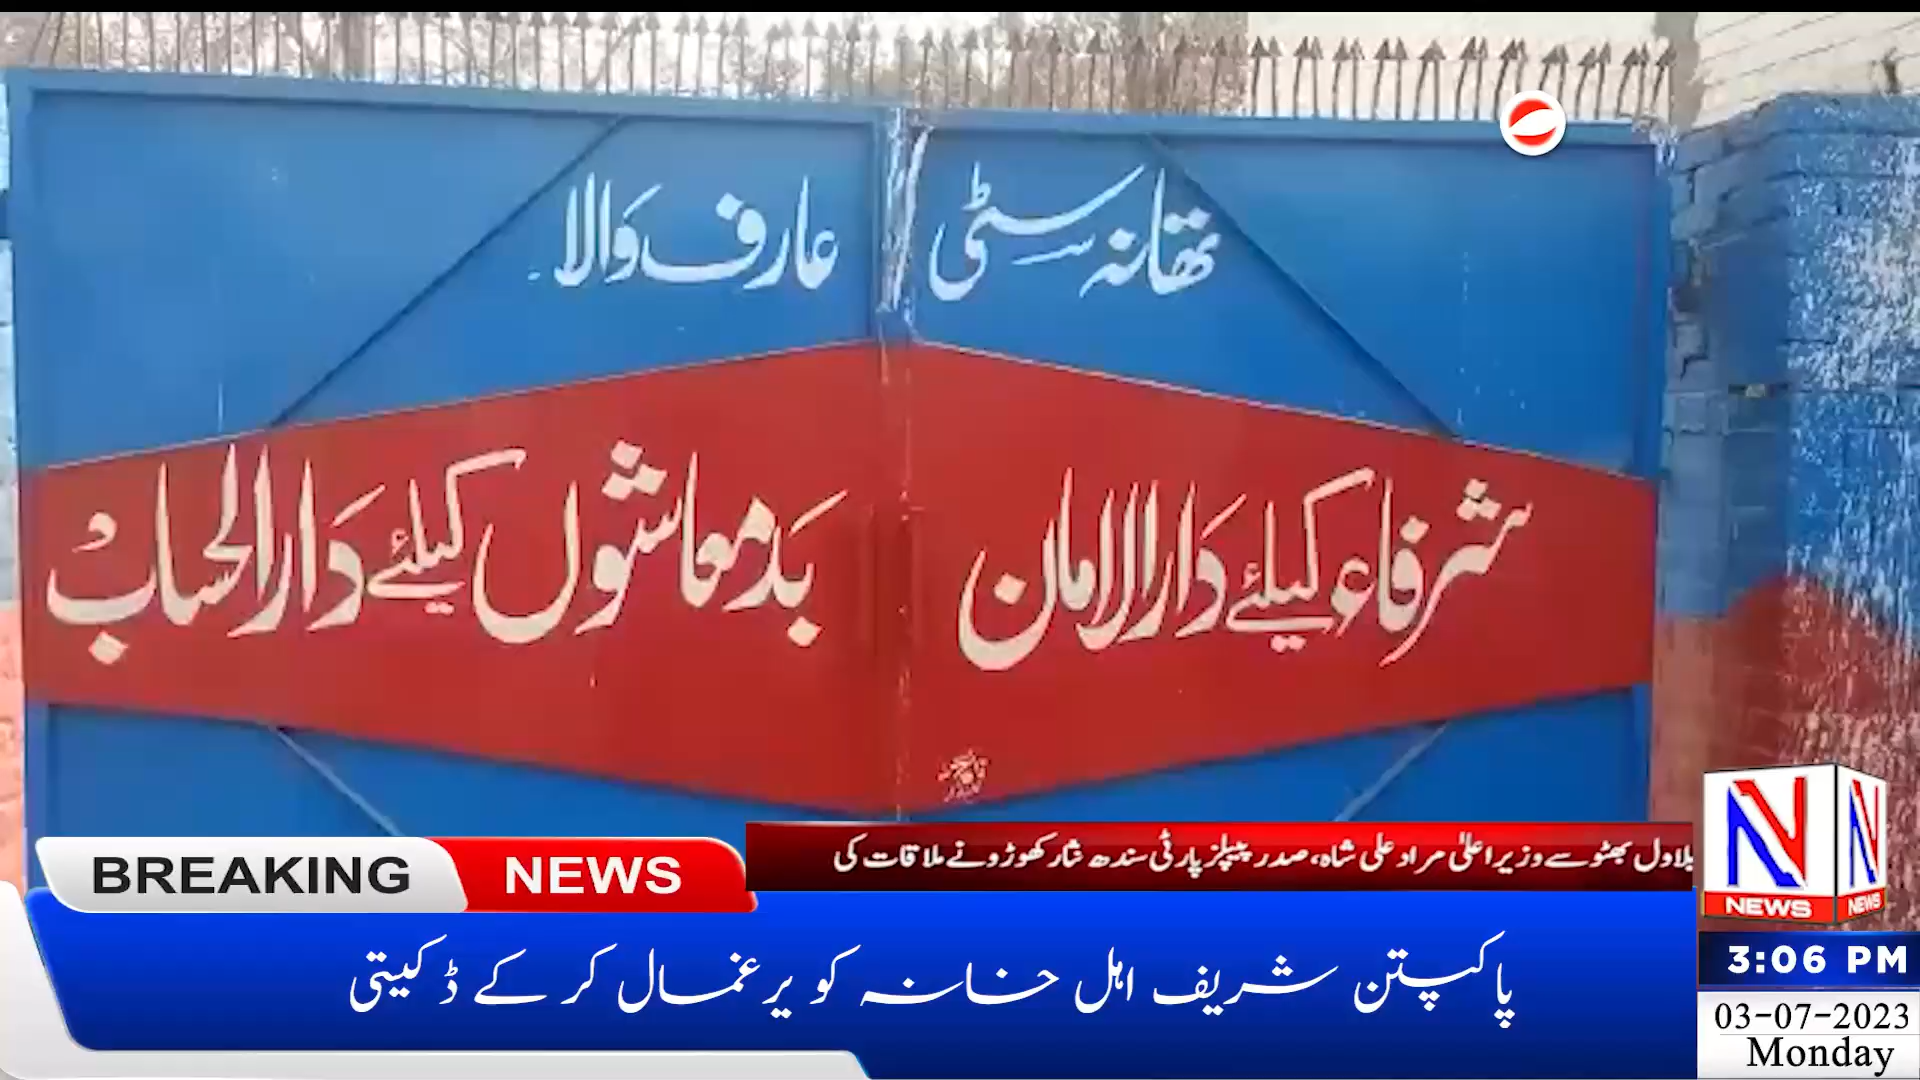 تھانہ سٹی عارف والا
شرفاء کیلئے دارالامان بدمعاشوں کیلئے دارالحساب
BREAKING NEWS
بلاول بھٹو سے وزیراعلیٰ مراد علی شاہ، صدر پیپلز پارٹی سندھ نثار کھوڑو نے ملاقات کی
پاکپتن شریف اہل خانہ کو یرغمال کر کے ڈکیتی
N NEWS
N NEWS
3:06 PM
03-07-2023
Monday